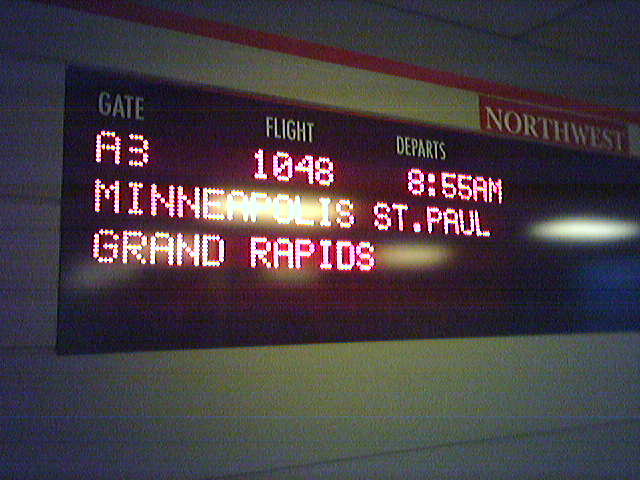 NORTHWEST
GATE FLIGHT DEPARTS
A3 1048 8:55AM
MINNEAPOLIS ST.PAUL
GRAND RAPIDS